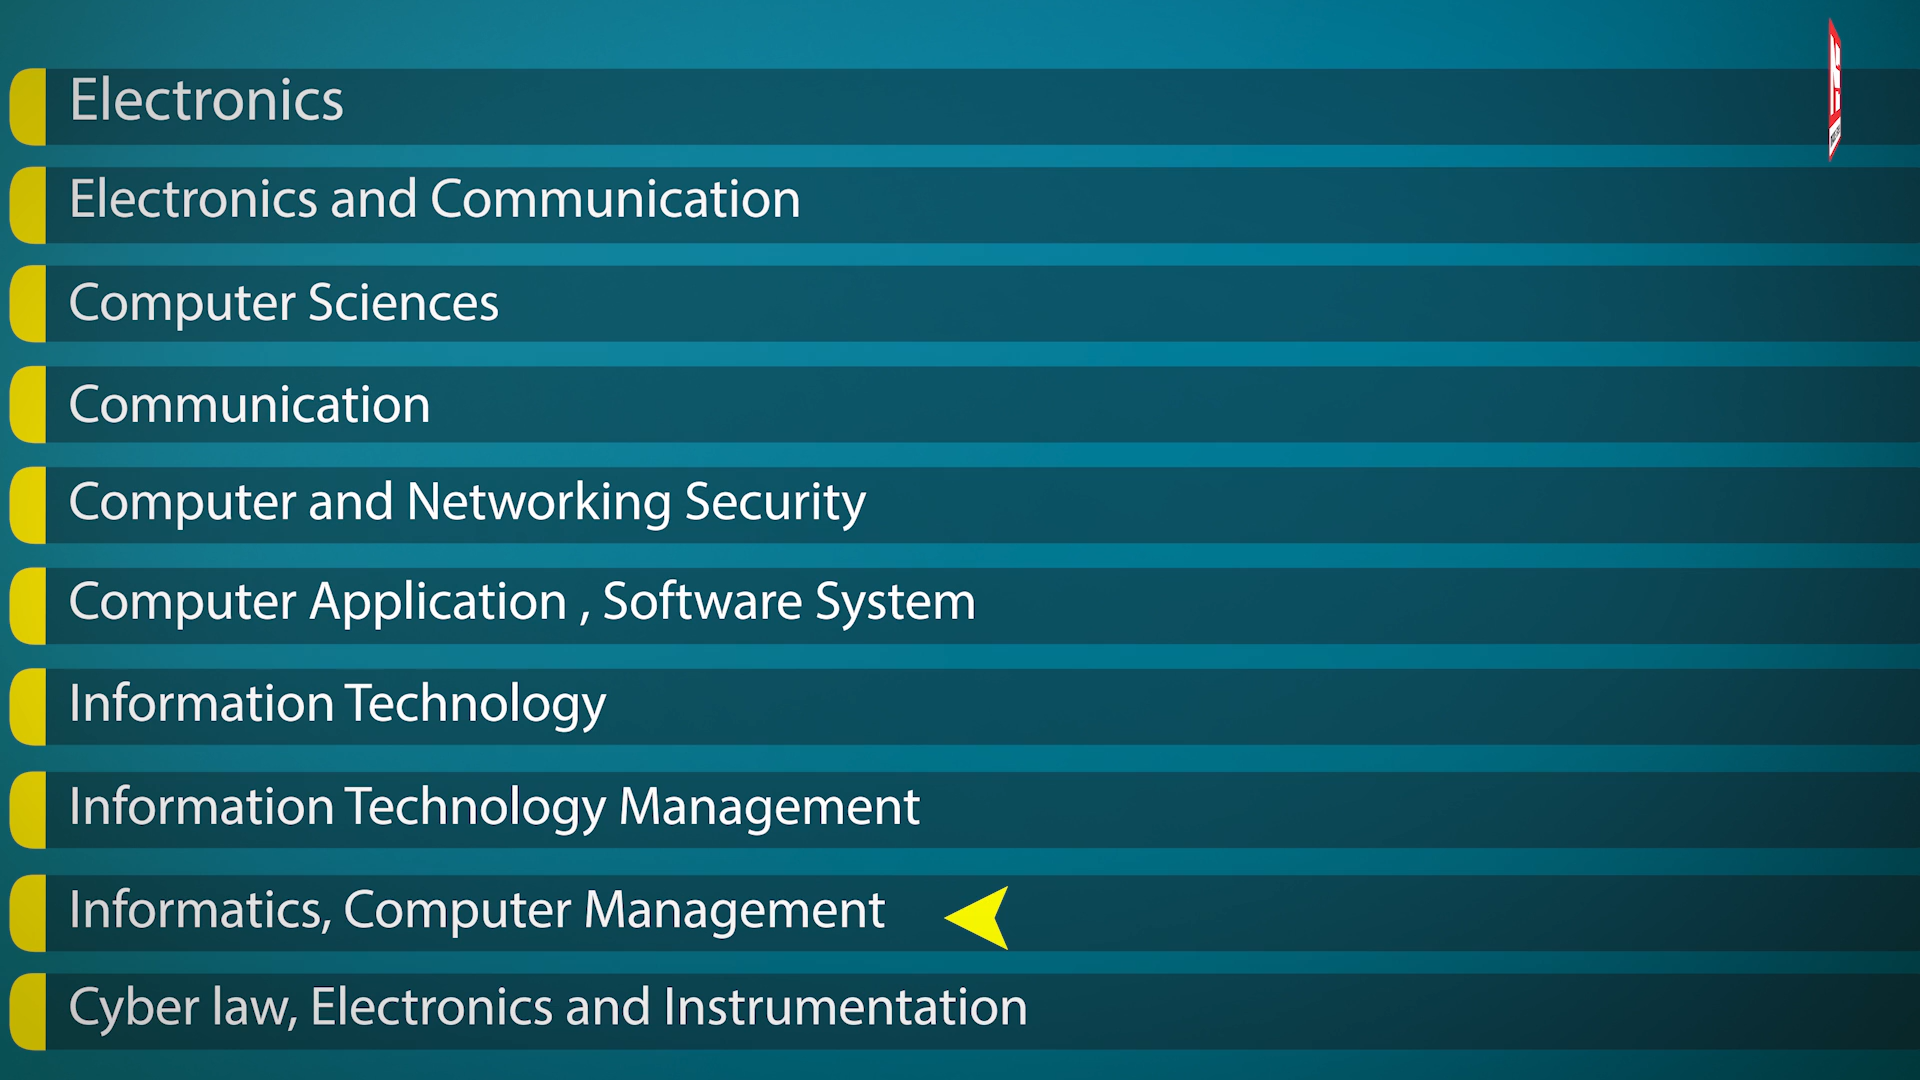 Electronics
Electronics and Communication
Computer Sciences
Communication
Computer and Networking Security
Computer Application , Software System
Information Technology
Information Technology Management
Informatics, Computer Management
Cyber law, Electronics and Instrumentation